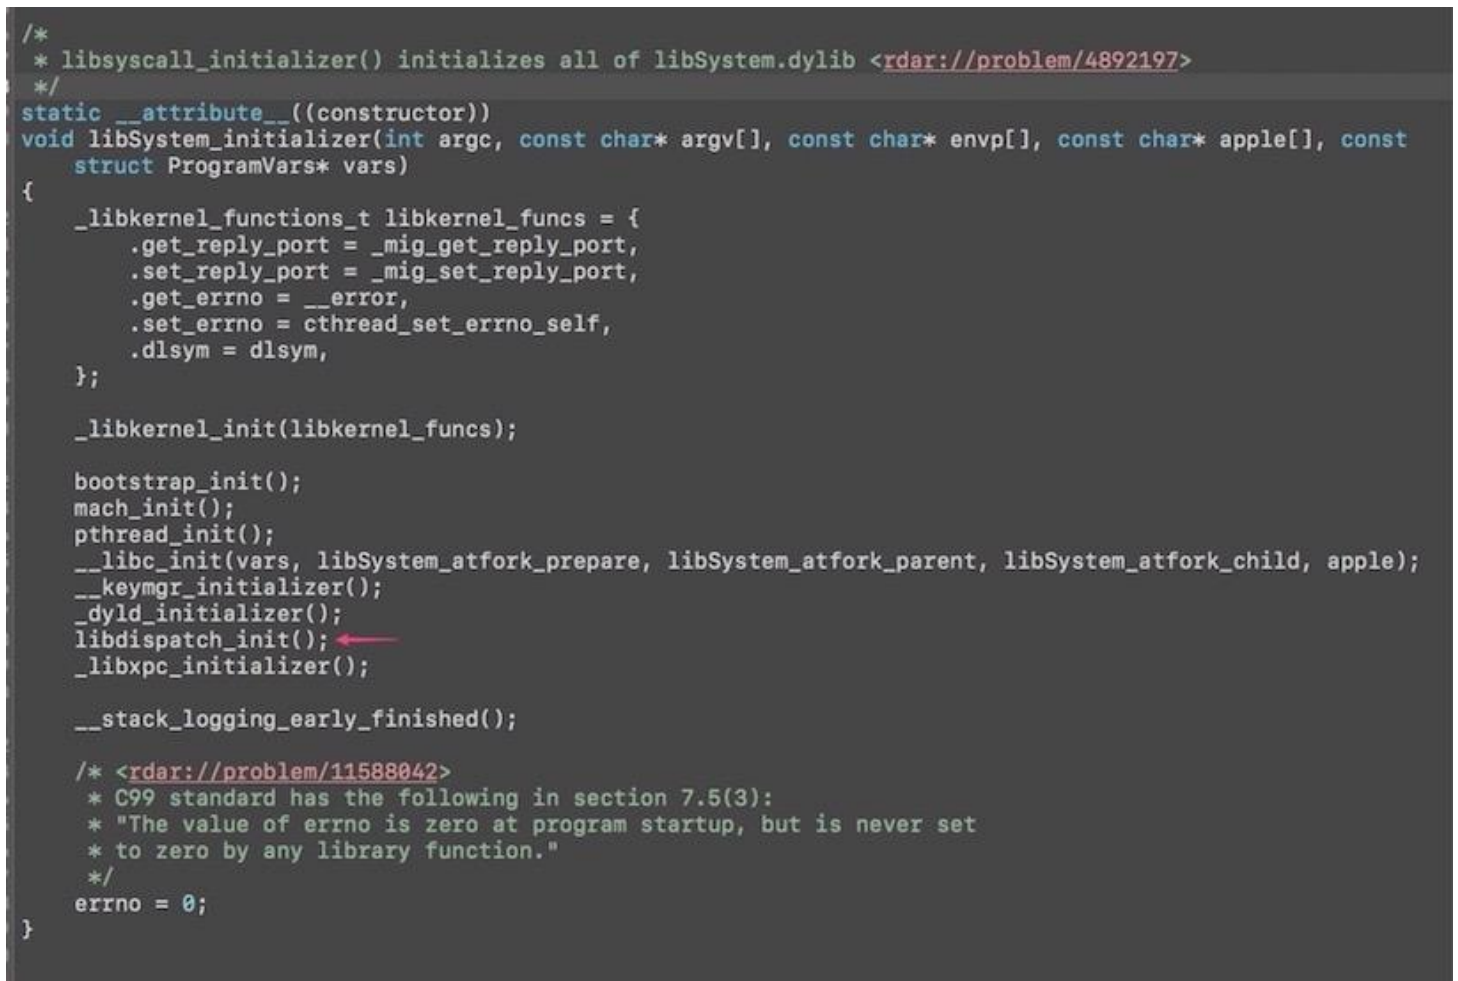 /*
 * libsyscall_initializer() initializes all of libSystem.dylib <rdar://problem/4892197>
 */
static __attribute__((constructor))
void libSystem_initializer(int argc, const char* argv[], const char* envp[], const char* apple[], const
    struct ProgramVars* vars)
{
    _libkernel_functions_t libkernel_funcs = {
        .get_reply_port = _mig_get_reply_port,
        .set_reply_port = _mig_set_reply_port,
        .get_errno = __error,
        .set_errno = cthread_set_errno_self,
        .dlsym = dlsym,
    };

    _libkernel_init(libkernel_funcs);

    bootstrap_init();
    mach_init();
    pthread_init();
    __libc_init(vars, libSystem_atfork_prepare, libSystem_atfork_parent, libSystem_atfork_child, apple);
    __keymgr_initializer();
    _dyld_initializer();
    libdispatch_init();
    _libxpc_initializer();

    __stack_logging_early_finished();

    /* <rdar://problem/11588042>
     * C99 standard has the following in section 7.5(3):
     * "The value of errno is zero at program startup, but is never set
     * to zero by any library function."
     */
    errno = 0;
}